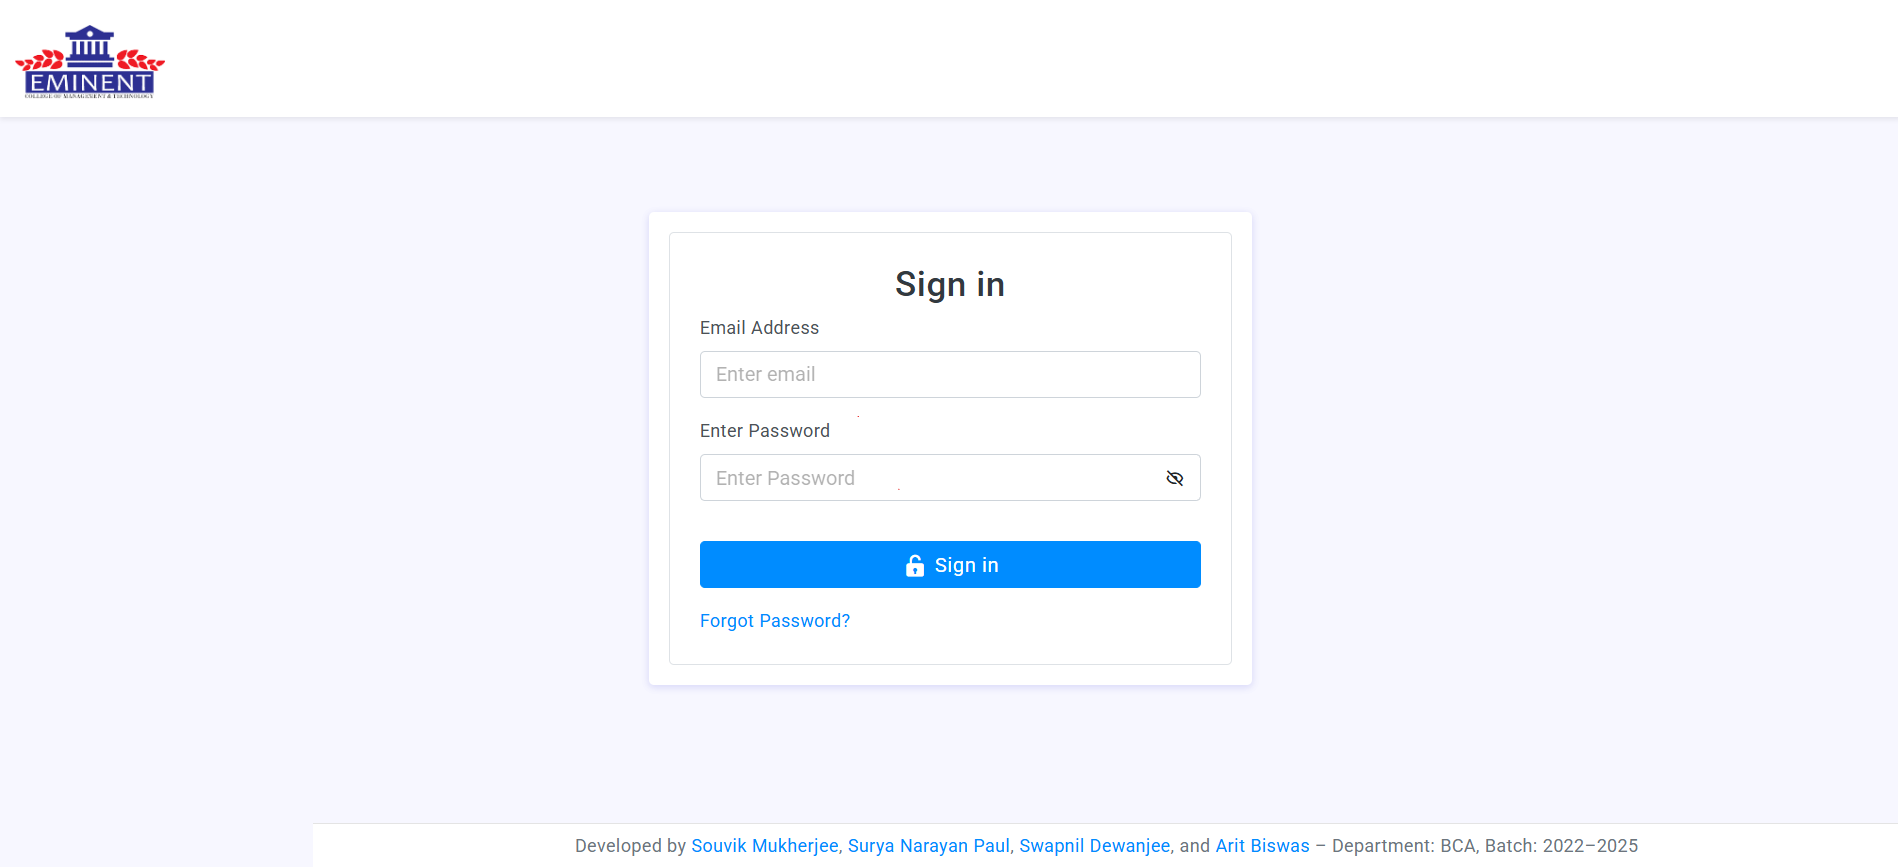 EMINENT
COLLEGE OF MANAGEMENT & TECHNOLOGY
Sign in
Email Address
Enter email
Enter Password
Enter Password
Sign in
Forgot Password?
Developed by Souvik Mukherjee, Surya Narayan Paul, Swapnil Dewanjee, and Arit Biswas – Department: BCA, Batch: 2022–2025